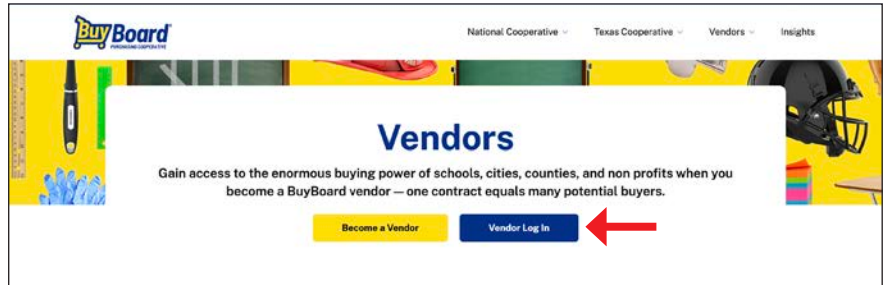 BuyBoard
PURCHASING COOPERATIVE
National Cooperative
Texas Cooperative
Vendors
Insights
Vendors
Gain access to the enormous buying power of schools, cities, counties, and non profits when you
become a BuyBoard vendor — one contract equals many potential buyers.
Become a Vendor
Vendor Log In